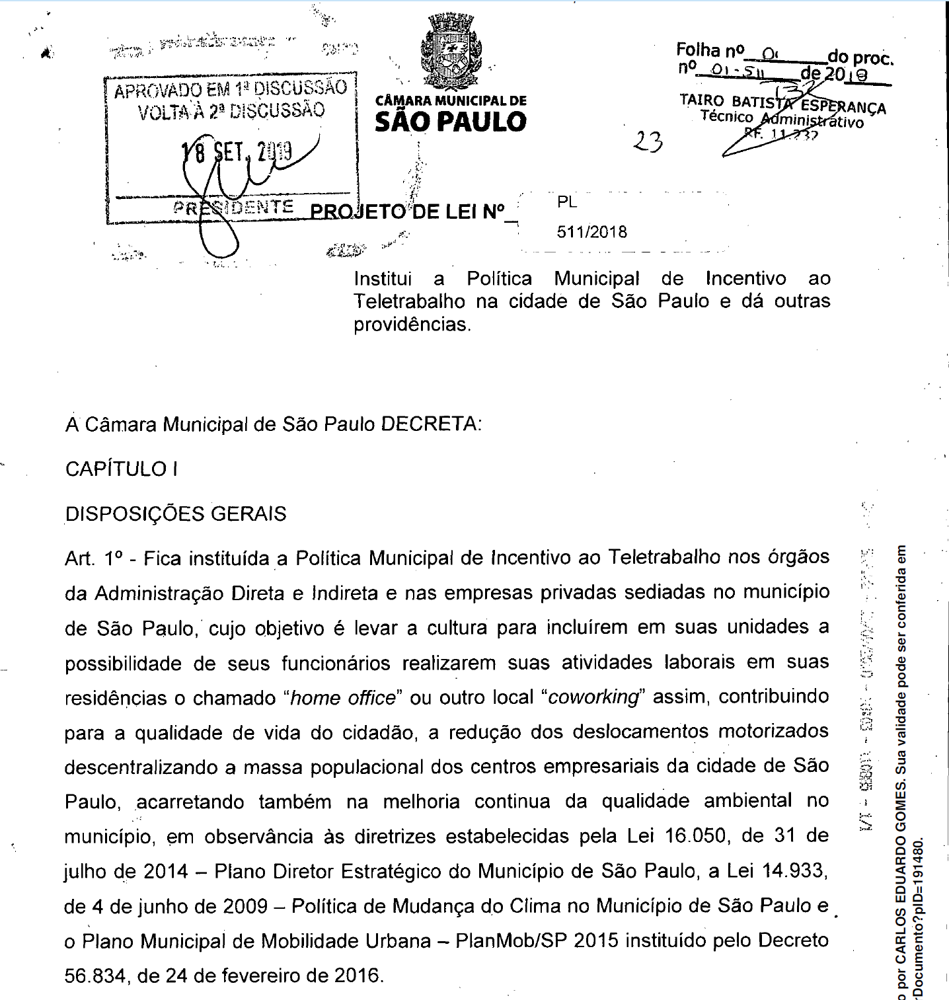 CÂMARA MUNICIPAL DE
SÃO PAULO
Folha nº do proc.
nº 01-511 de 2018
TAIRO BATISTA ESPERANÇA
Técnico Administrativo
RF. 11.232
APROVADO EM 1ª DISCUSSÃO
VOLTA À 2ª DISCUSSÃO
18 SET. 2019
PRESIDENTE
23
PROJETO DE LEI Nº_
PL
511/2018
Institui a Política Municipal de Incentivo ao
Teletrabalho na cidade de São Paulo e dá outras
providências.
A Câmara Municipal de São Paulo DECRETA:
CAPÍTULO I
DISPOSIÇÕES GERAIS
Art. 1º - Fica instituída a Política Municipal de Incentivo ao Teletrabalho nos órgãos
da Administração Direta e Indireta e nas empresas privadas sediadas no município
de São Paulo, cujo objetivo é levar a cultura para incluírem em suas unidades a
possibilidade de seus funcionários realizarem suas atividades laborais em suas
residências o chamado “home office” ou outro local “coworking” assim, contribuindo
para a qualidade de vida do cidadão, a redução dos deslocamentos motorizados
descentralizando a massa populacional dos centros empresariais da cidade de São
Paulo, acarretando também na melhoria continua da qualidade ambiental no
município, em observância às diretrizes estabelecidas pela Lei 16.050, de 31 de
julho de 2014 – Plano Diretor Estratégico do Município de São Paulo, a Lei 14.933,
de 4 de junho de 2009 – Política de Mudança do Clima no Município de São Paulo e
o Plano Municipal de Mobilidade Urbana – PlanMob/SP 2015 instituído pelo Decreto
56.834, de 24 de fevereiro de 2016.
o por CARLOS EDUARDO GOMES. Sua validade pode ser conferida em
rDocumento?pID=191480.